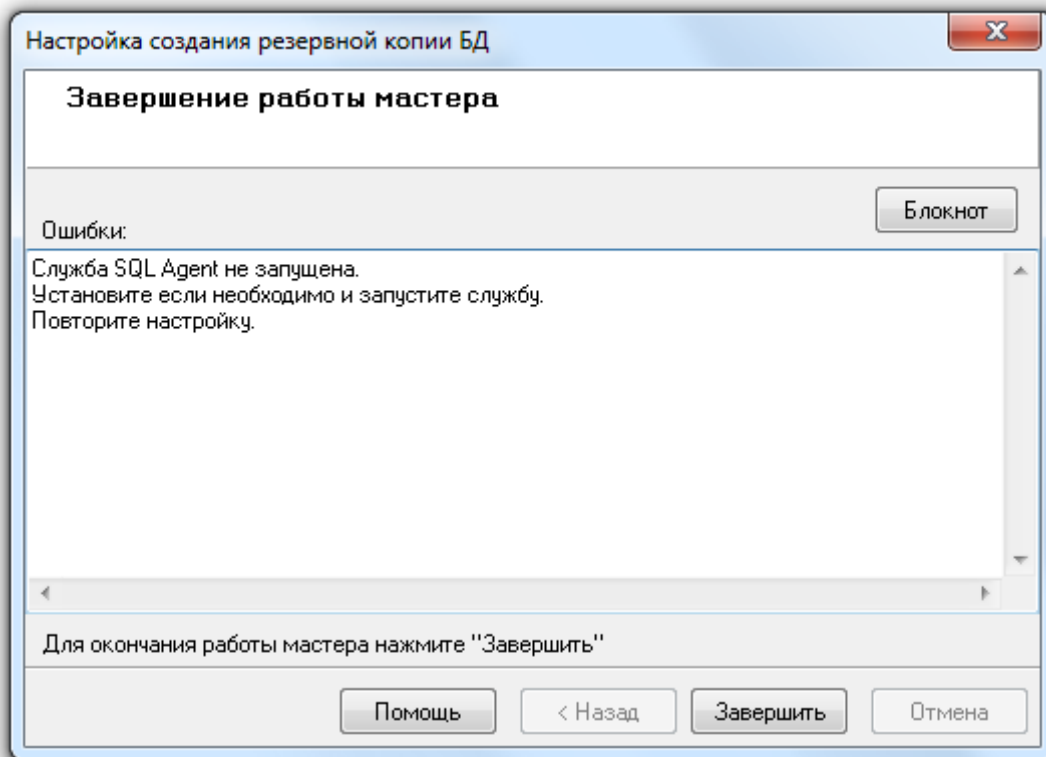 Настройка создания резервной копии БД
Завершение работы мастера
Блокнот
Ошибки:
Служба SQL Agent не запущена.
Установите если необходимо и запустите службу.
Повторите настройку.
Для окончания работы мастера нажмите "Завершить"
Помощь
< Назад
Завершить
Отмена